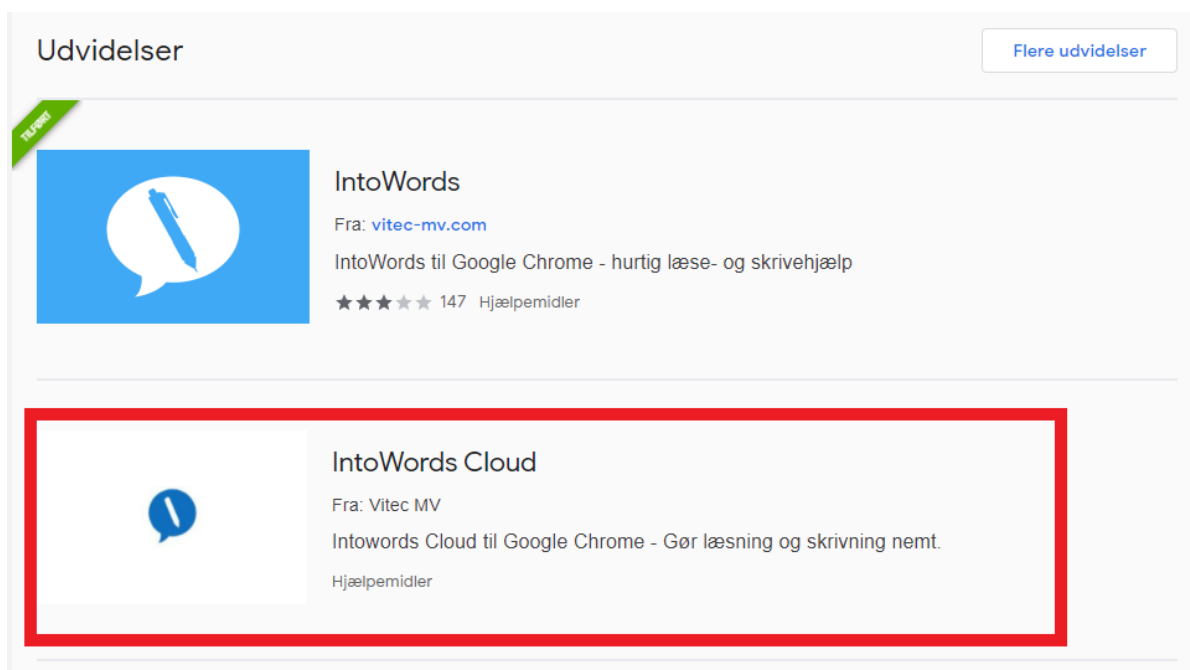 Udvidelser
Flere udvidelser
TILFØRT
IntoWords
Fra: vitec-mv.com
IntoWords til Google Chrome - hurtig læse- og skrivehjælp
147 Hjælpemidler
IntoWords Cloud
Fra: Vitec MV
Intowords Cloud til Google Chrome - Gør læsning og skrivning nemt.
Hjælpemidler